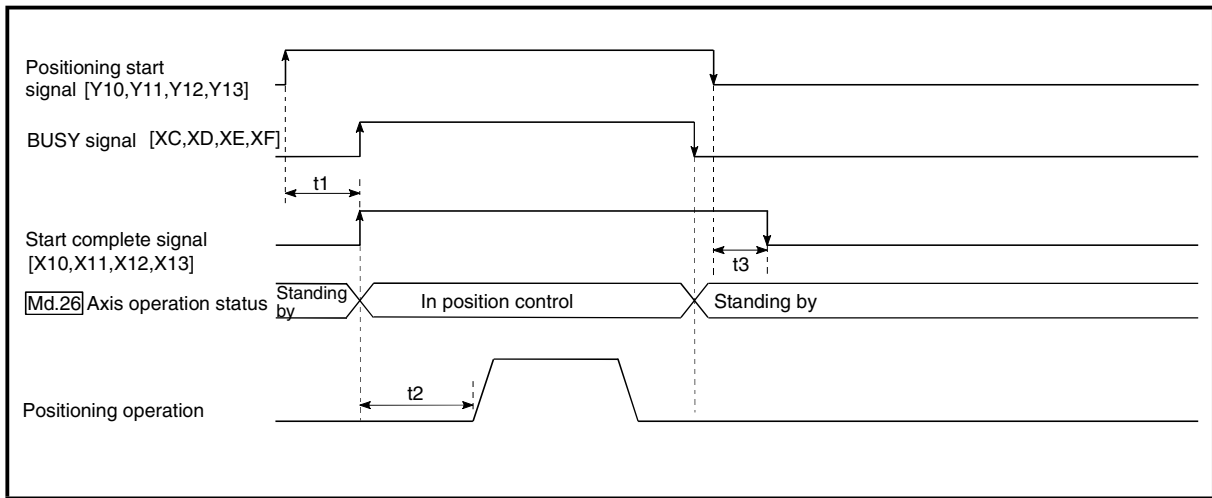 Positioning start
signal [Y10,Y11,Y12,Y13]
BUSY signal [XC,XD,XE,XF]
t1
Start complete signal
[X10,X11,X12,X13]
t3
Md.26 Axis operation status
Standing
by
In position control
Standing by
t2
Positioning operation